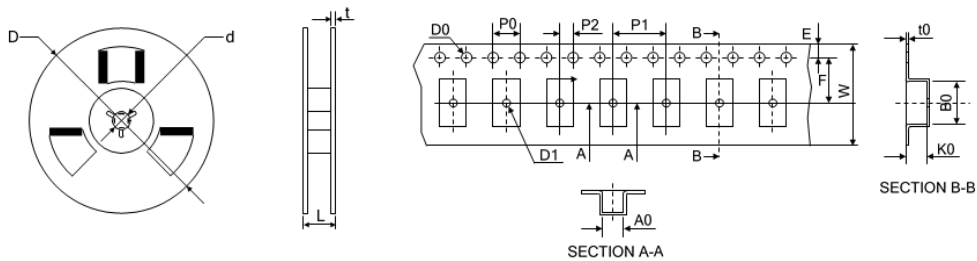 D
d
t
L
D0
P0
P2
P1
B
E
F
W
D1
A
A
B
A0
SECTION A-A
t0
B0
K0
SECTION B-B